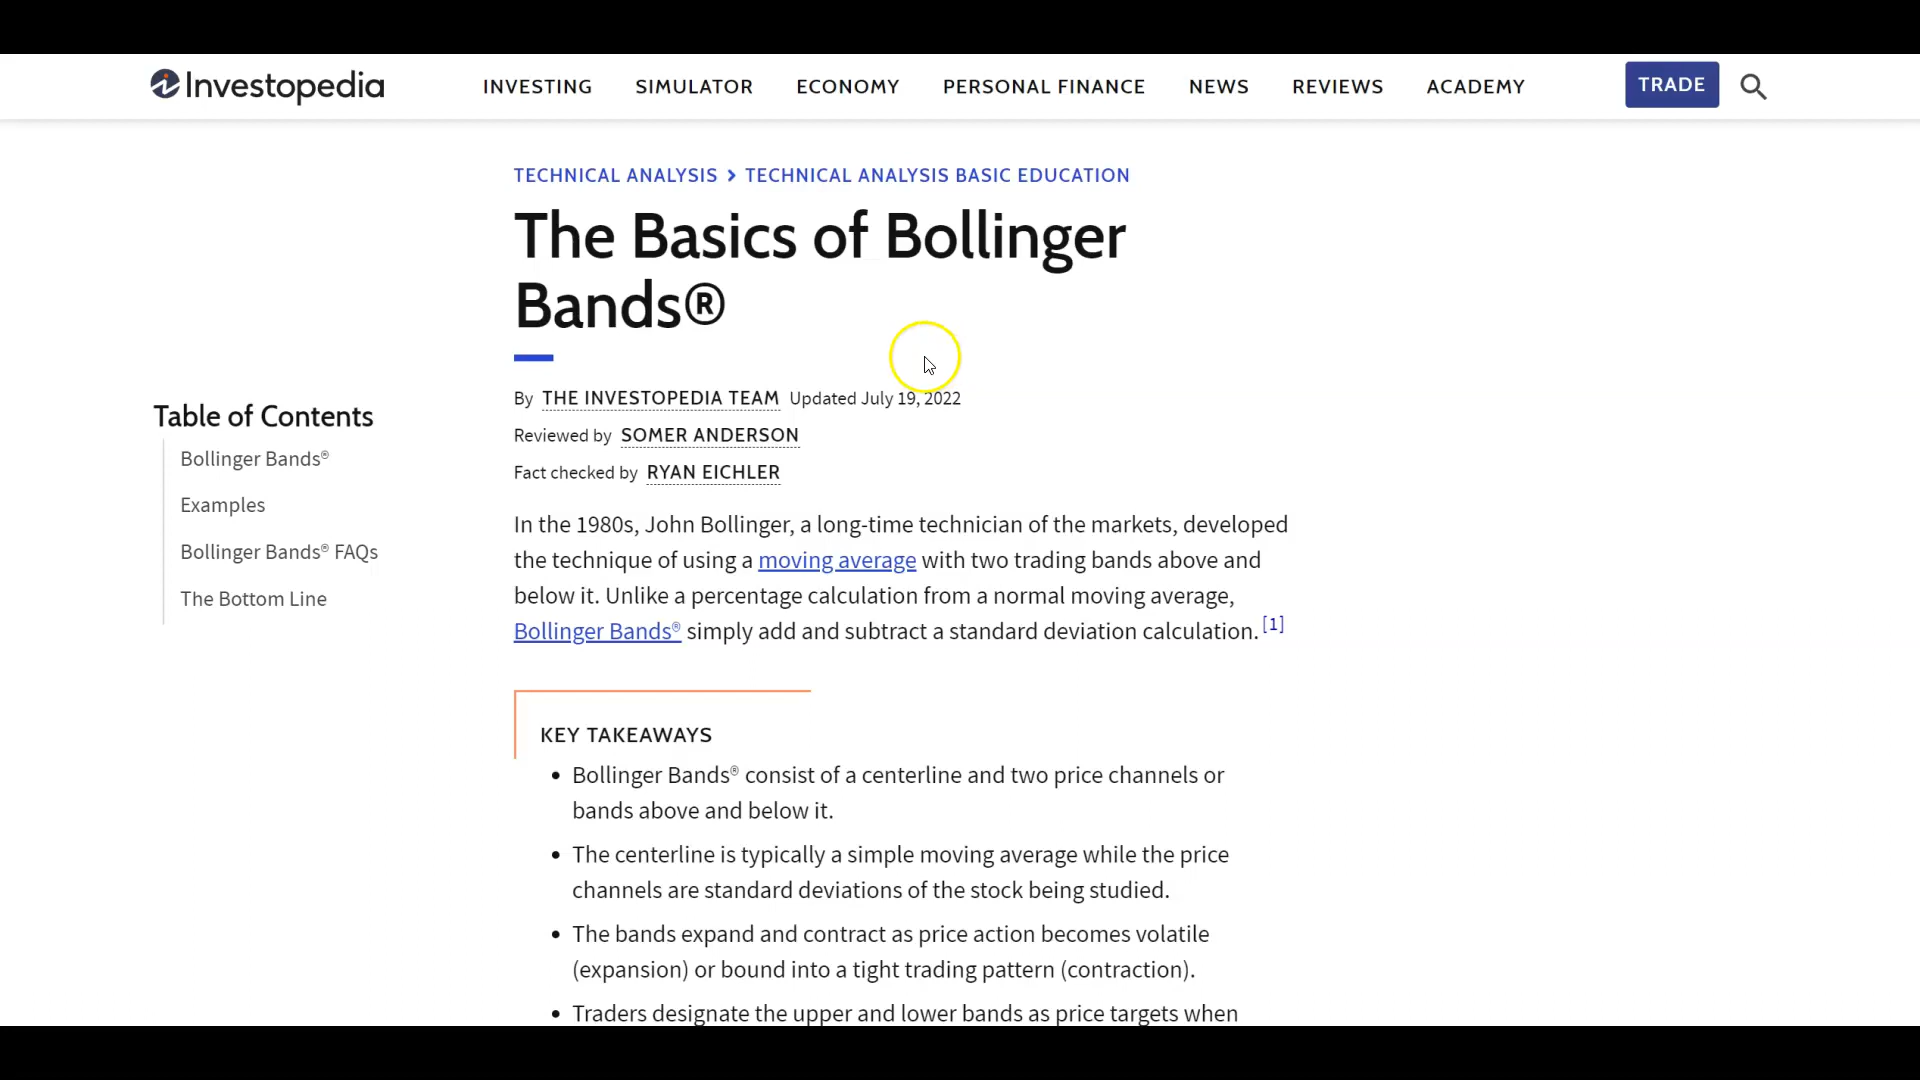 Investopedia
INVESTING SIMULATOR ECONOMY PERSONAL FINANCE NEWS REVIEWS ACADEMY TRADE
TECHNICAL ANALYSIS > TECHNICAL ANALYSIS BASIC EDUCATION
The Basics of Bollinger
Bands®
By THE INVESTOPEDIA TEAM Updated July 19, 2022
Reviewed by SOMER ANDERSON
Fact checked by RYAN EICHLER
Table of Contents
Bollinger Bands®
Examples
Bollinger Bands® FAQs
The Bottom Line
In the 1980s, John Bollinger, a long-time technician of the markets, developed
the technique of using a moving average with two trading bands above and
below it. Unlike a percentage calculation from a normal moving average,
Bollinger Bands® simply add and subtract a standard deviation calculation. [1]
KEY TAKEAWAYS
• Bollinger Bands® consist of a centerline and two price channels or
bands above and below it.
• The centerline is typically a simple moving average while the price
channels are standard deviations of the stock being studied.
• The bands expand and contract as price action becomes volatile
(expansion) or bound into a tight trading pattern (contraction).
• Traders designate the upper and lower bands as price targets when